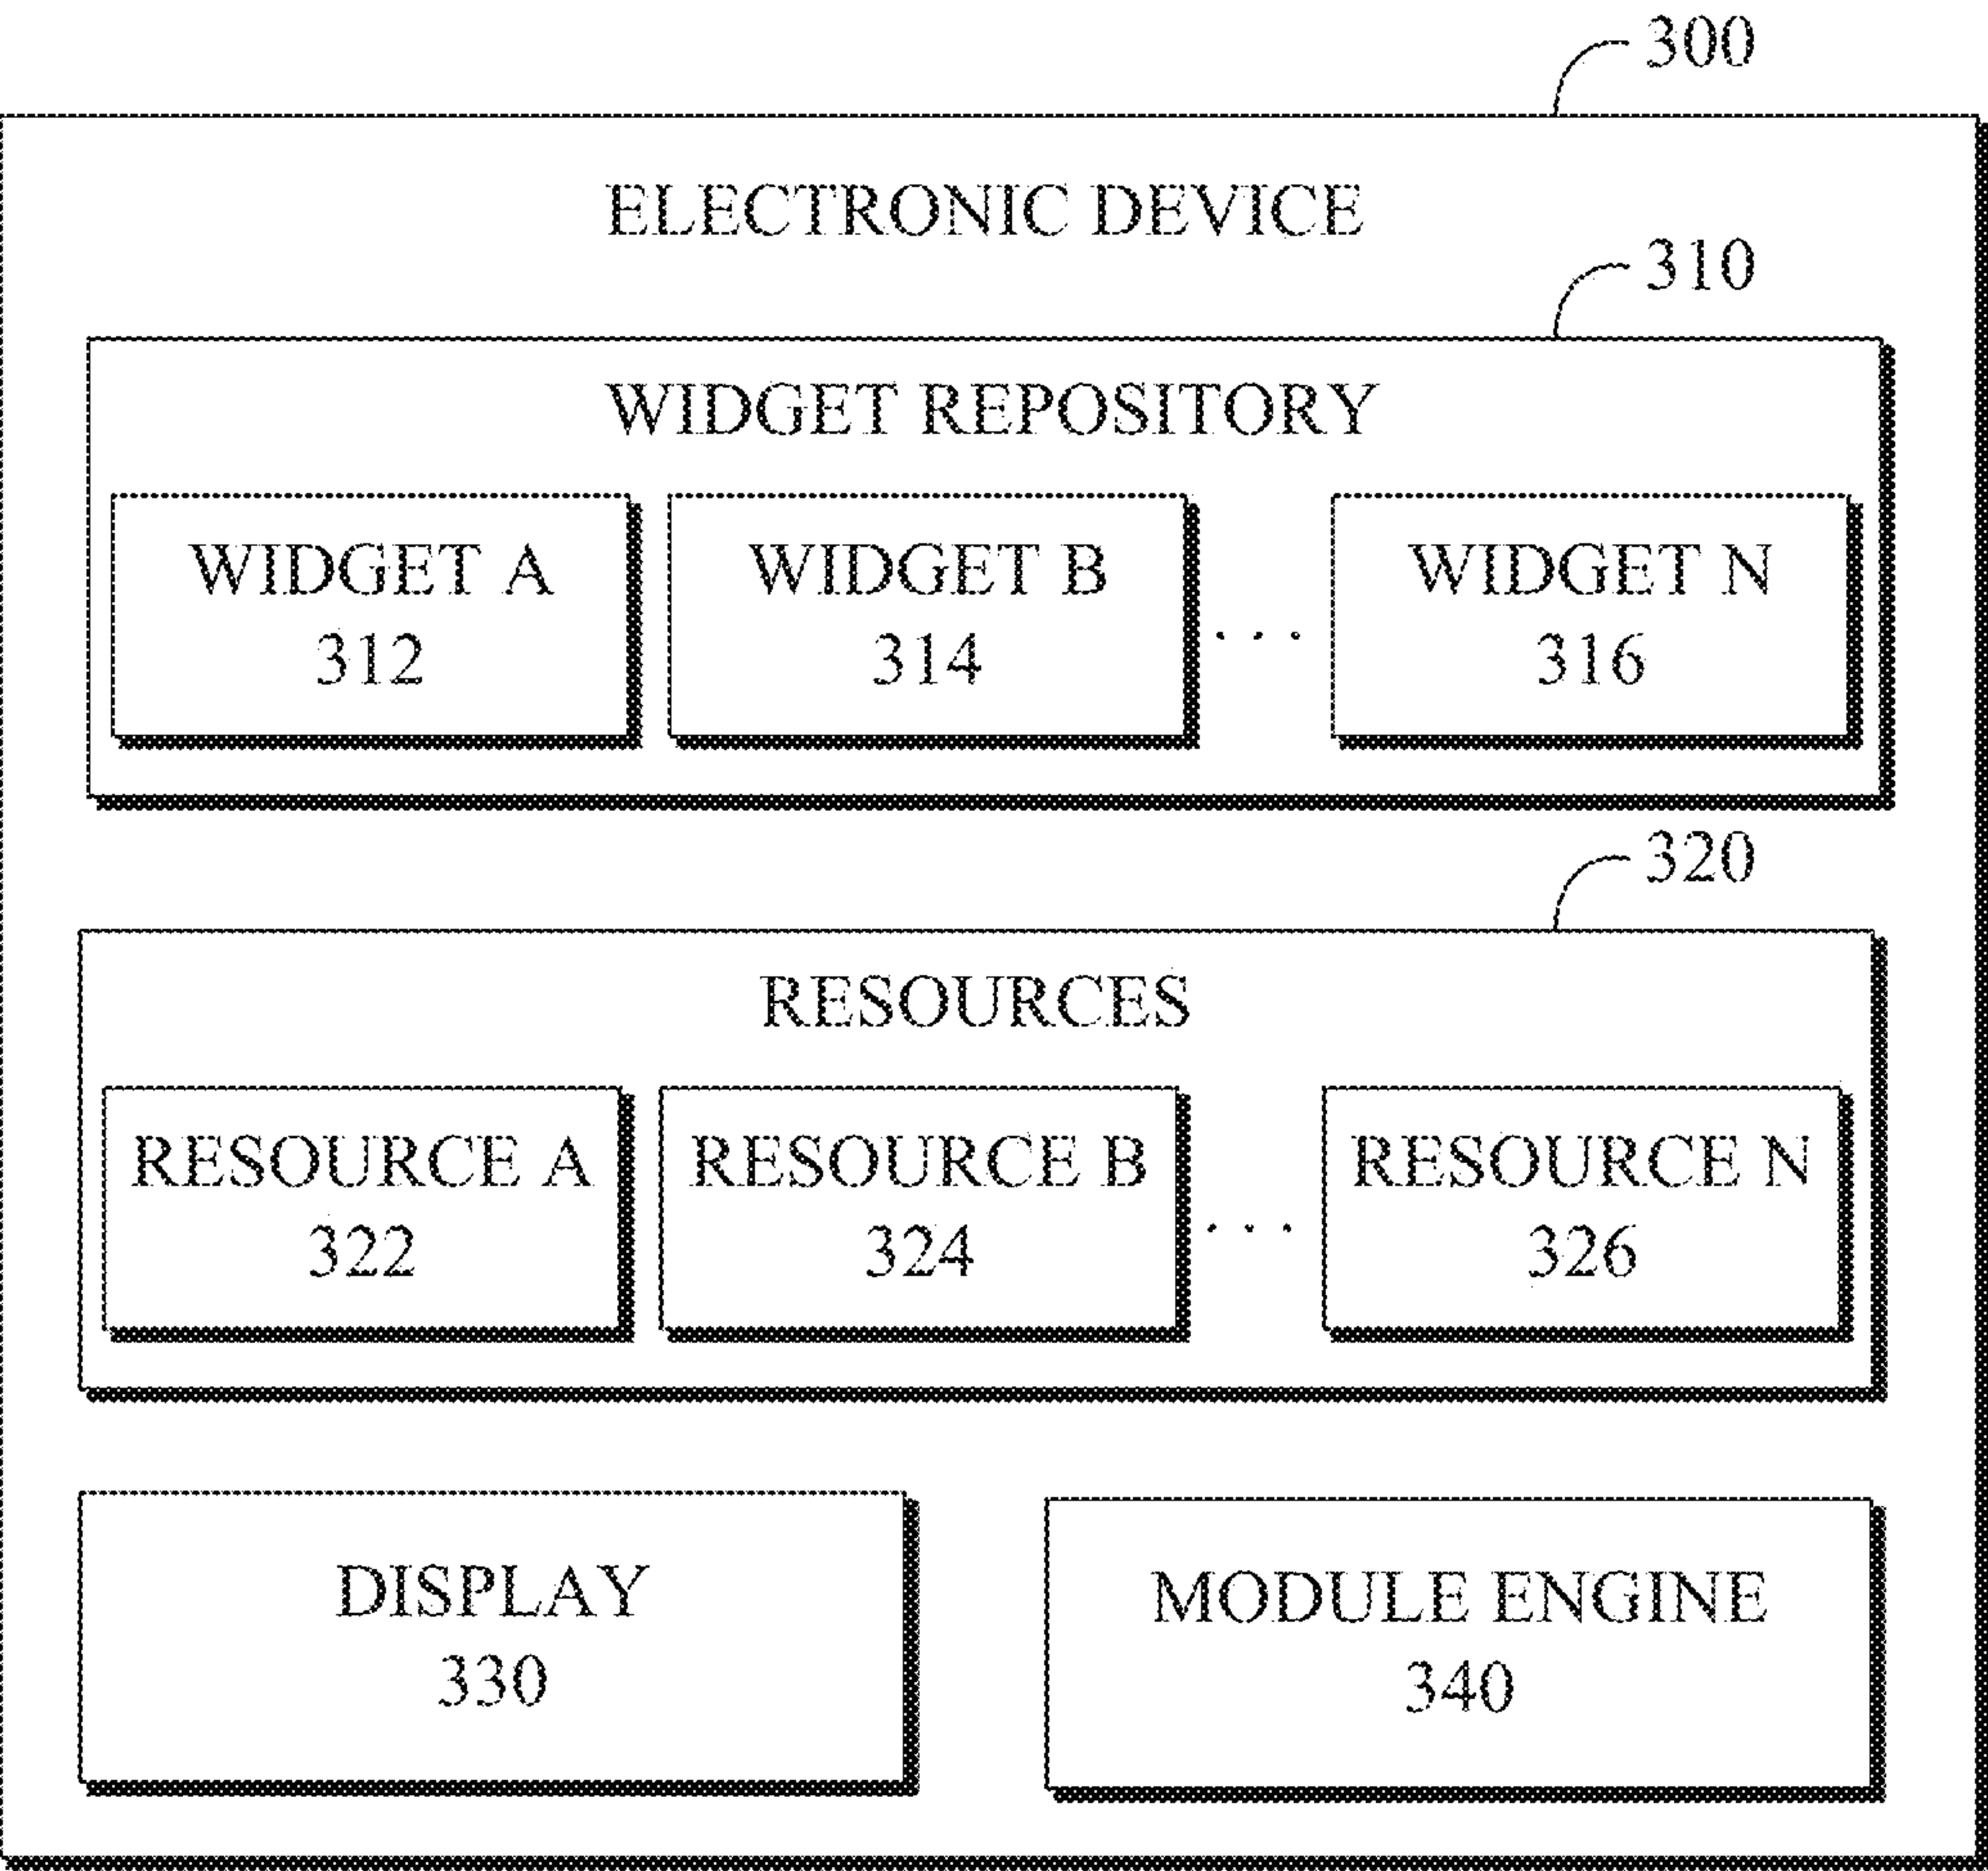 300
ELECTRONIC DEVICE
310
WIDGET REPOSITORY
WIDGET A
312
WIDGET B
314
. . .
WIDGET N
316
320
RESOURCES
RESOURCE A
322
RESOURCE B
324
. . .
RESOURCE N
326
DISPLAY
330
MODULE ENGINE
340